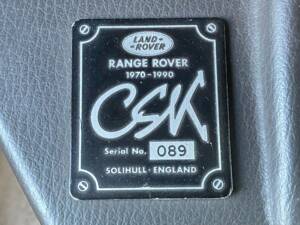 LAND-
ROVER
RANGE ROVER
1970-1990
CSK
Serial No. 089
SOLIHULL·ENGLAND